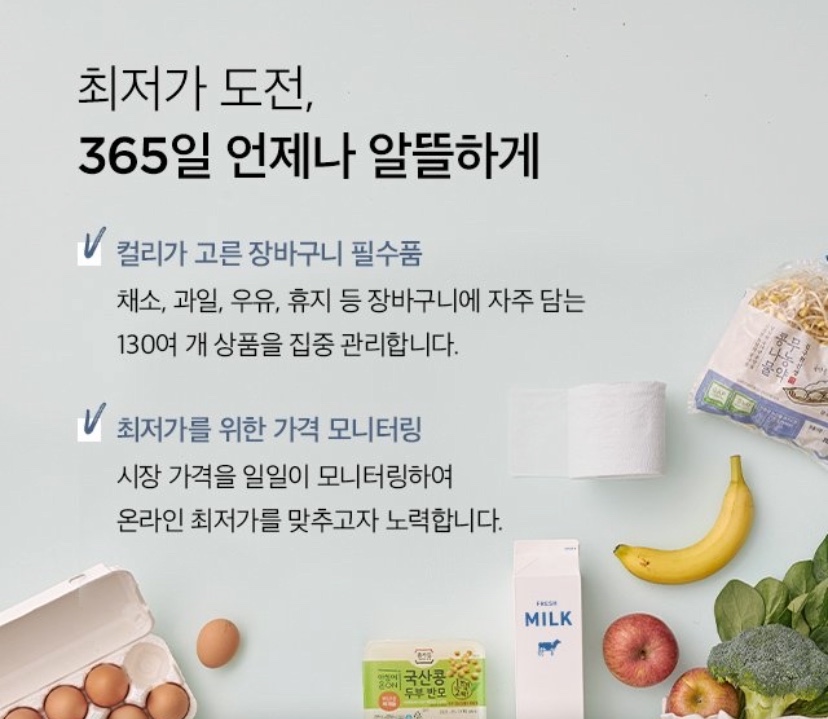 최저가 도전,
365일 언제나 알뜰하게
컬리가 고른 장바구니 필수품
채소, 과일, 우유, 휴지 등 장바구니에 자주 담는
130여 개 상품을 집중 관리합니다.
최저가를 위한 가격 모니터링
시장 가격을 일일이 모니터링하여
온라인 최저가를 맞추고자 노력합니다.
무농약
콩나물
FRESH
MILK
국산콩
두부 반모